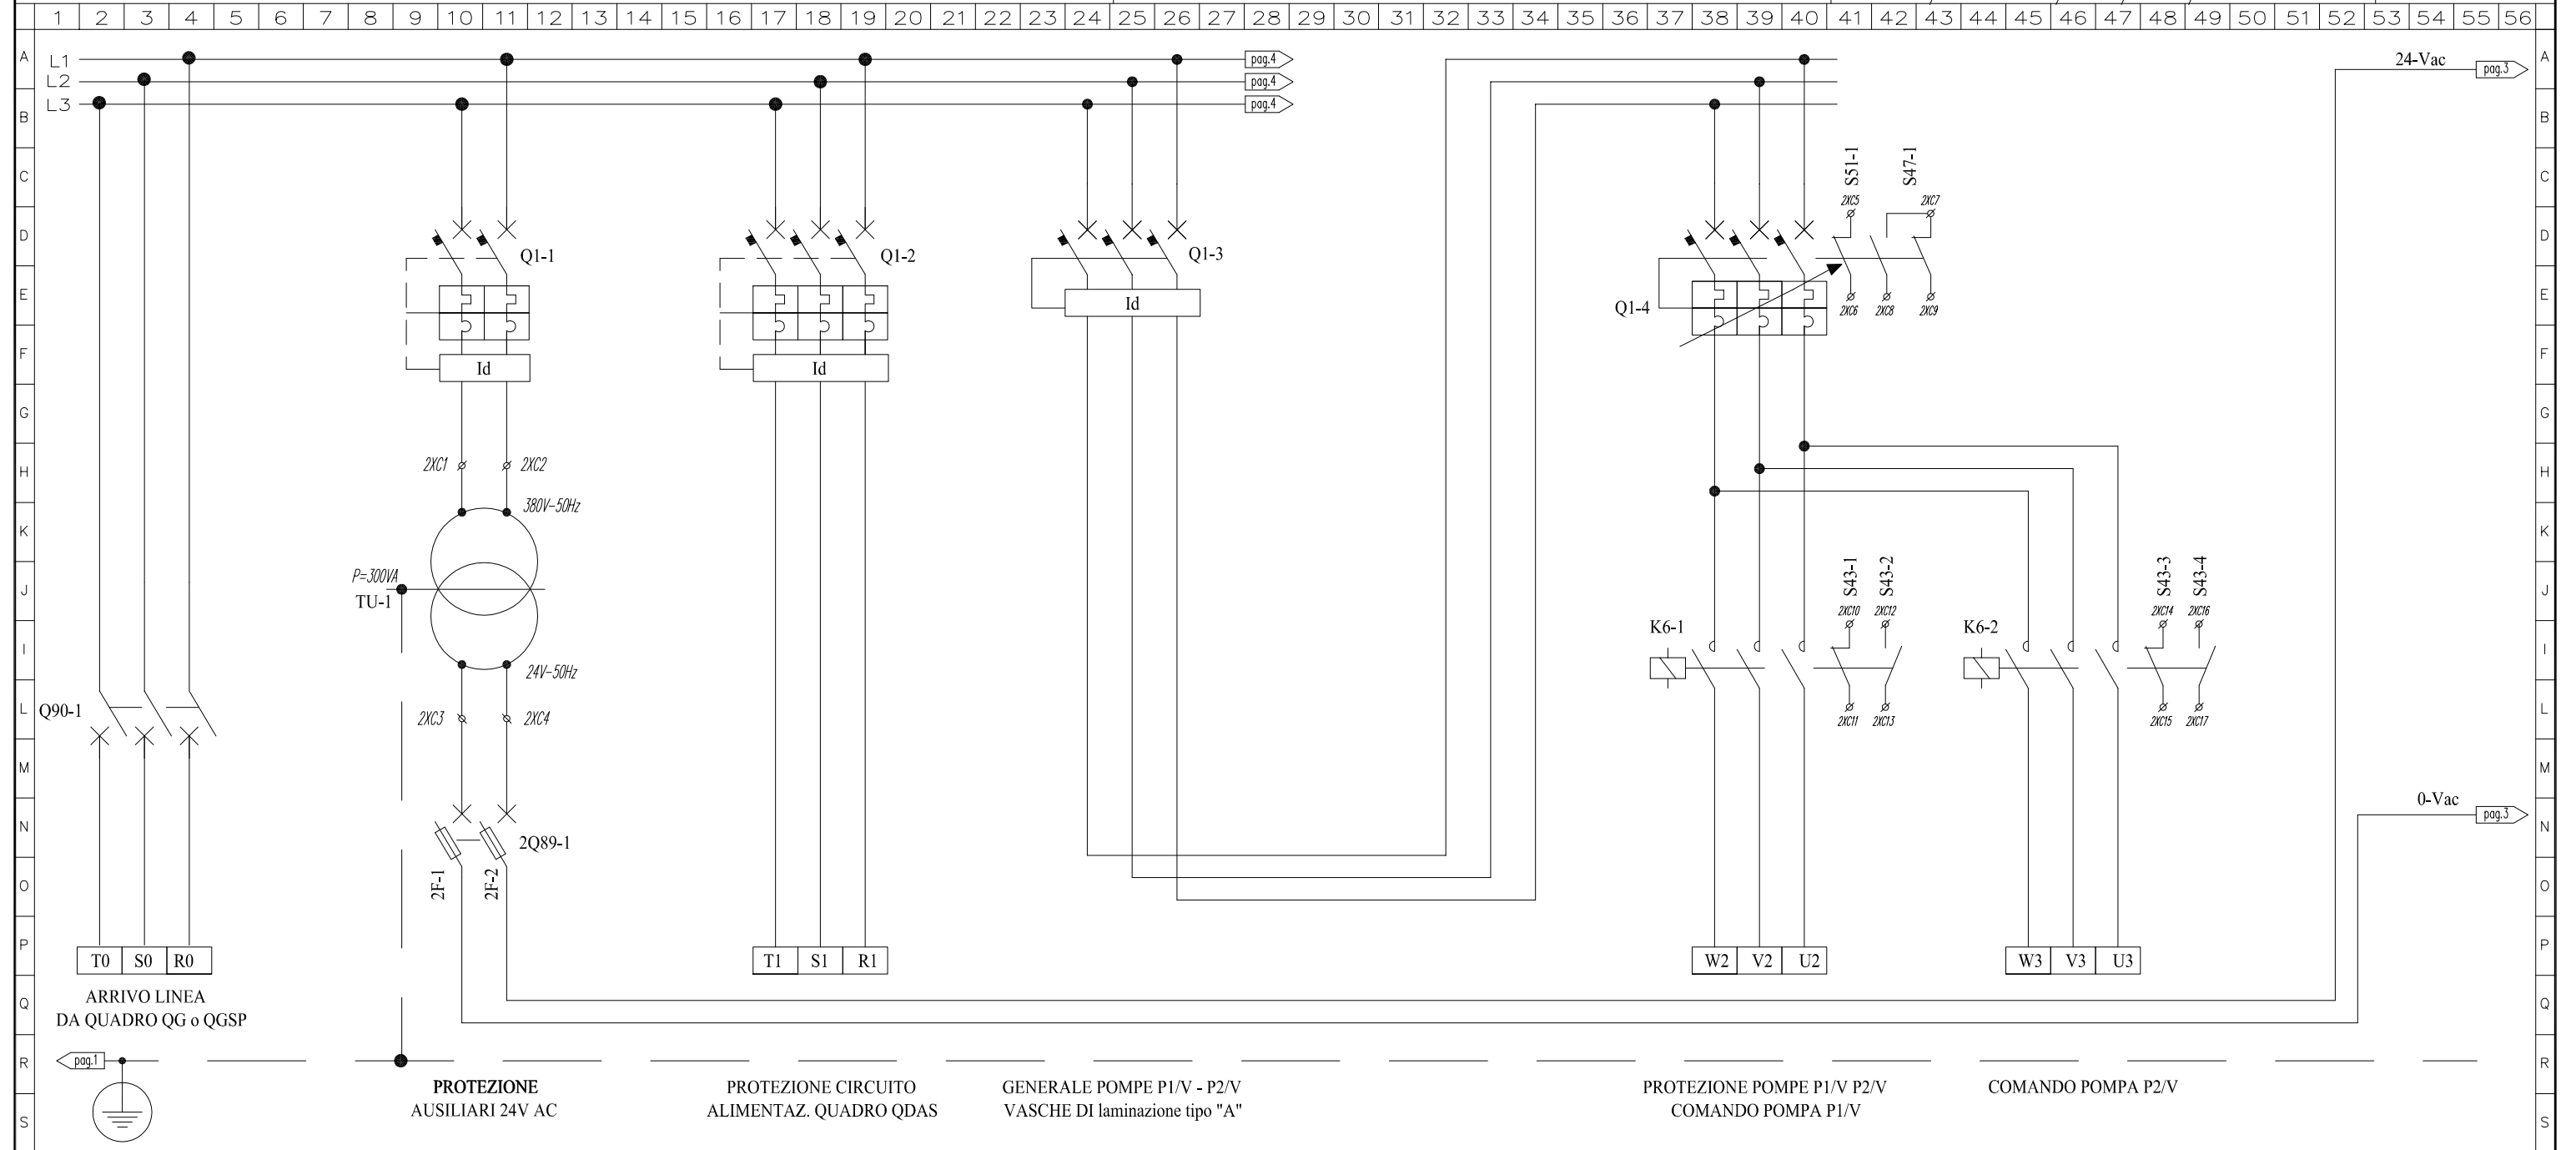 1 2 3 4 5 6 7 8 9 10 11 12 13 14 15 16 17 18 19 20 21 22 23 24 25 26 27 28 29 30 31 32 33 34 35 36 37 38 39 40 41 42 43 44 45 46 47 48 49 50 51 52 53 54 55 56
A L1 pag.4 24-Vac pag.3 A
L2 pag.4
L3 pag.4
B B
C S51-1 S47-1 C
2XC5 2XC7
D Q1-1 Q1-2 Q1-3 D
E Id Q1-4 2XC6 2XC8 2XC9 E
F Id Id F
G G
H 2XC1 2XC2 H
380V-50Hz
K K
P=300VA
J TU-1 S43-1 S43-2 S43-3 S43-4 J
2XC10 2XC12 2XC14 2XC16
K6-1 K6-2
I I
24V-50Hz
L Q90-1 2XC3 2XC4 2XC11 2XC13 2XC15 2XC17 L
M M
0-Vac pag.3
N 2Q89-1 N
O 2F-1 2F-2 O
P P
T0 S0 R0 T1 S1 R1 W2 V2 U2 W3 V3 U3
Q ARRIVO LINEA Q
DA QUADRO QG o QGSP
R pag.1 R
PROTEZIONE
AUSILIARI 24V AC
PROTEZIONE CIRCUITO
ALIMENTAZ. QUADRO QDAS
GENERALE POMPE P1/V - P2/V
VASCHE DI laminazione tipo "A"
PROTEZIONE POMPE P1/V P2/V
COMANDO POMPA P1/V
COMANDO POMPA P2/V
S S